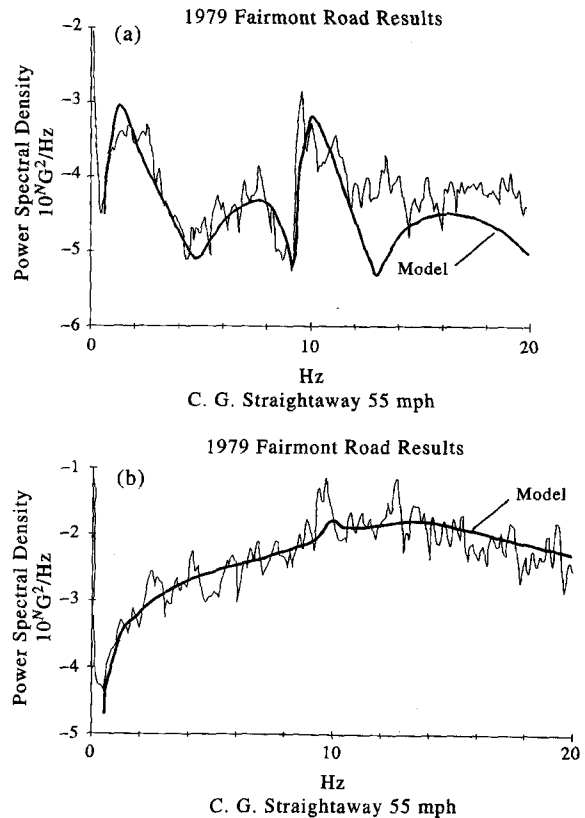 1979 Fairmont Road Results
(a)
Power Spectral Density
10^N G^2/Hz
-2
-3
-4
-5
-6
Model
0
10
20
Hz
C. G. Straightaway 55 mph
1979 Fairmont Road Results
(b)
Power Spectral Density
10^N G^2/Hz
-1
-2
-3
-4
-5
Model
0
10
20
Hz
C. G. Straightaway 55 mph